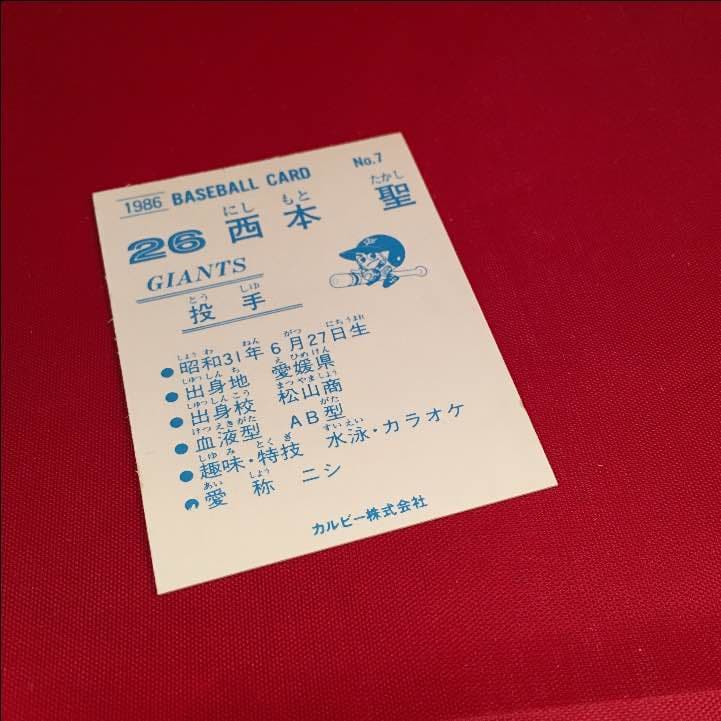 1986 BASEBALL CARD No.7
にし もと たかし
26 西本 聖
GIANTS
とう しゅ
投手
しょう わ ねん がつ にちうまれ
●昭和31年6月27日生
しゅっしん ち え ひめけん
●出身地 愛媛県
しゅっしんこう まつ やましょう
●出身校 松山商
けつえきがた がた
●血液型 AB型
しゅ み とく ぎ すいえい
●趣味・特技 水泳・カラオケ
あい しょう
●愛称 ニシ
カルビー株式会社